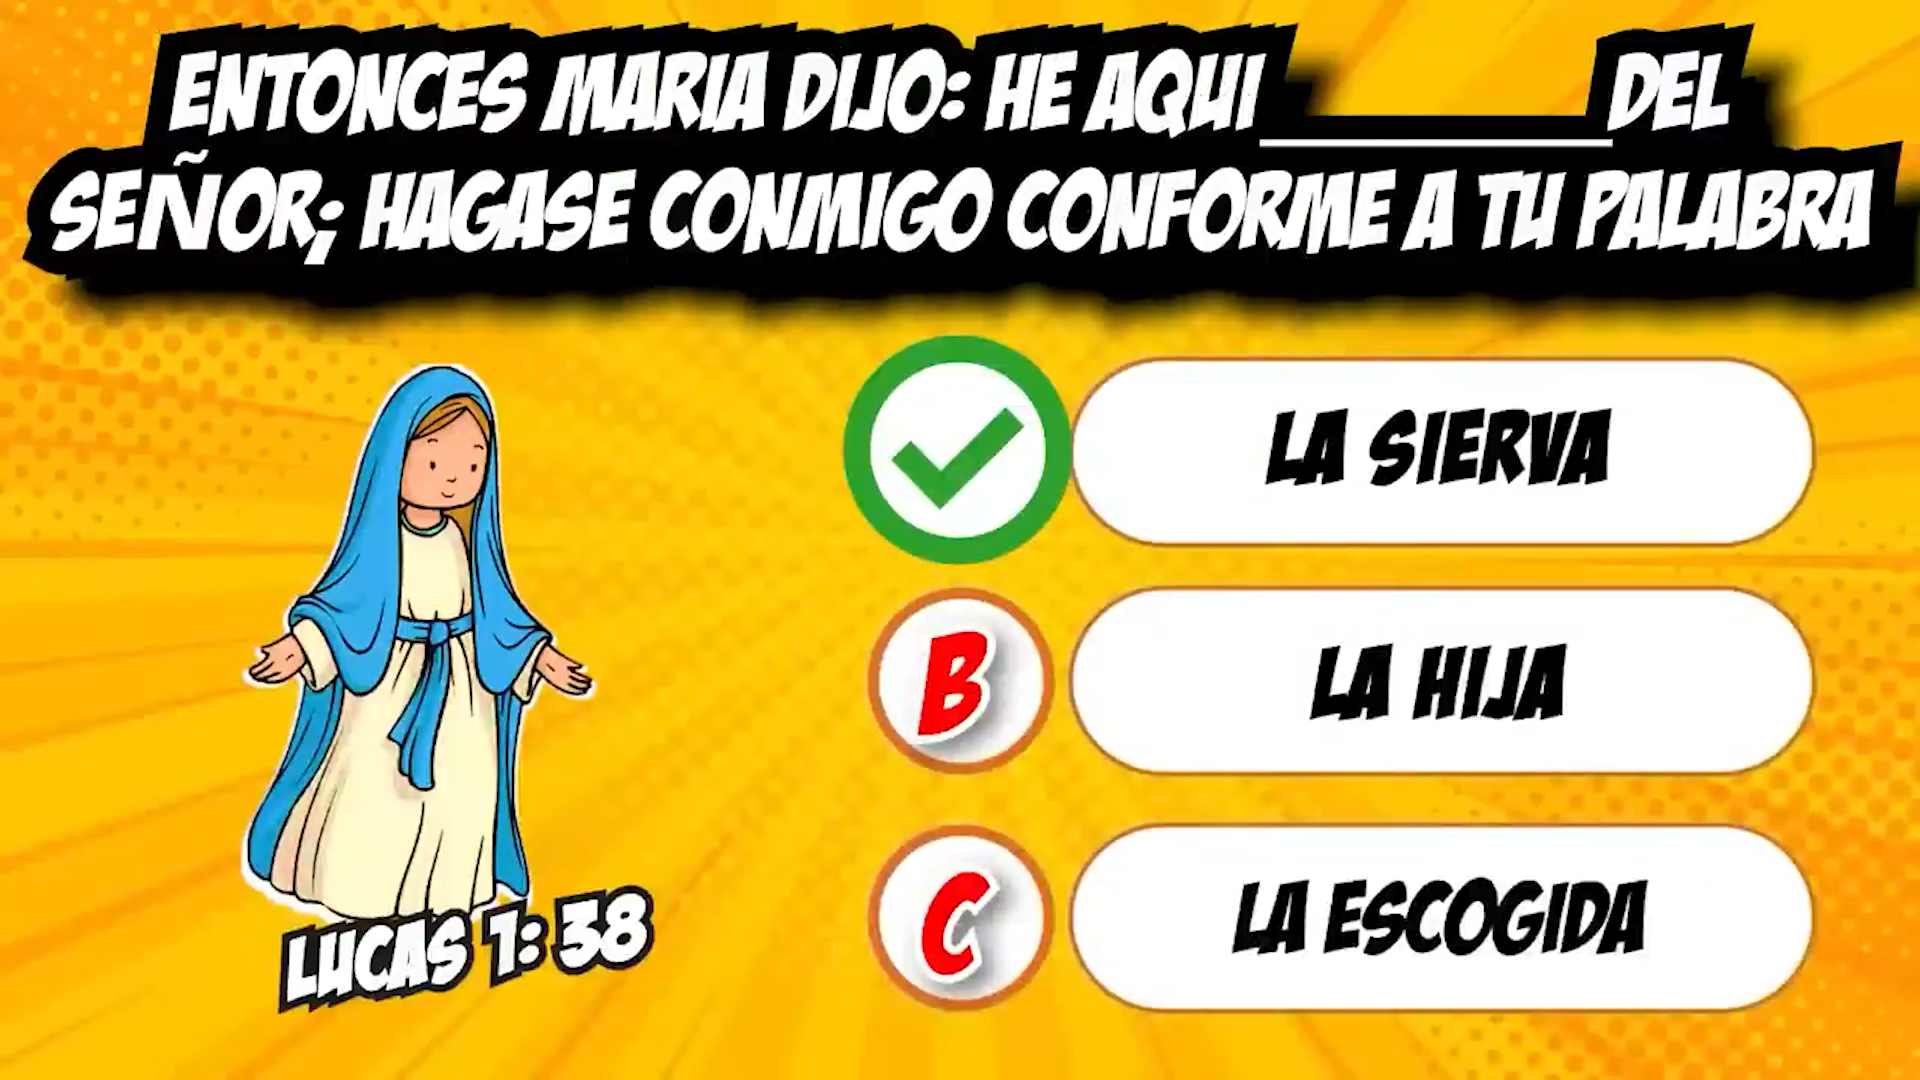 ENTONCES MARIA DIJO: HE AQUI ________ DEL
SEÑOR; HAGASE CONMIGO CONFORME A TU PALABRA
LA SIERVA
B
LA HIJA
C
LA ESCOGIDA
LUCAS 1: 38